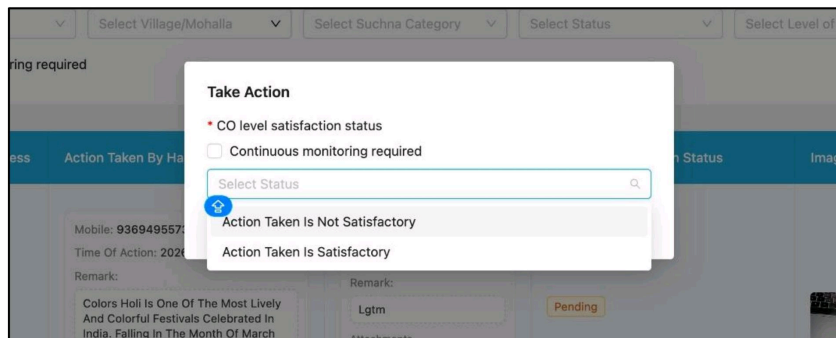 Select Village/Mohalla
Select Suchna Category
Select Status
Select Level of
ring required
Take Action
* CO level satisfaction status
Continuous monitoring required
Select Status
Action Taken Is Not Satisfactory
Action Taken Is Satisfactory
ess
Action Taken By Ha
n Status
Imag
Mobile: 9369495573
Time Of Action: 2026
Remark:
Colors Holi Is One Of The Most Lively
And Colorful Festivals Celebrated In
India. Falling In The Month Of March
Remark:
Lgtm
Attachments
Pending